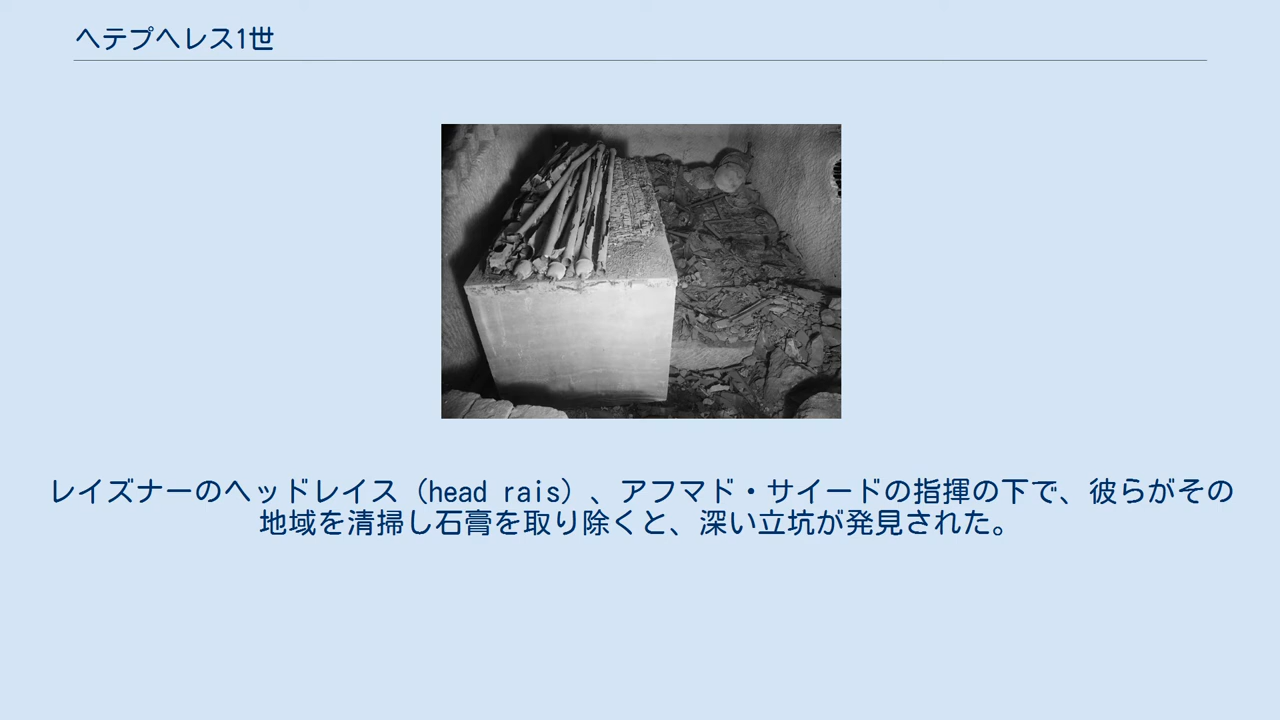 ヘテプヘレス1世
レイズナーのヘッドレイス（head rais）、アフマド・サイードの指揮の下で、彼らがその
地域を清掃し石膏を取り除くと、深い立坑が発見された。